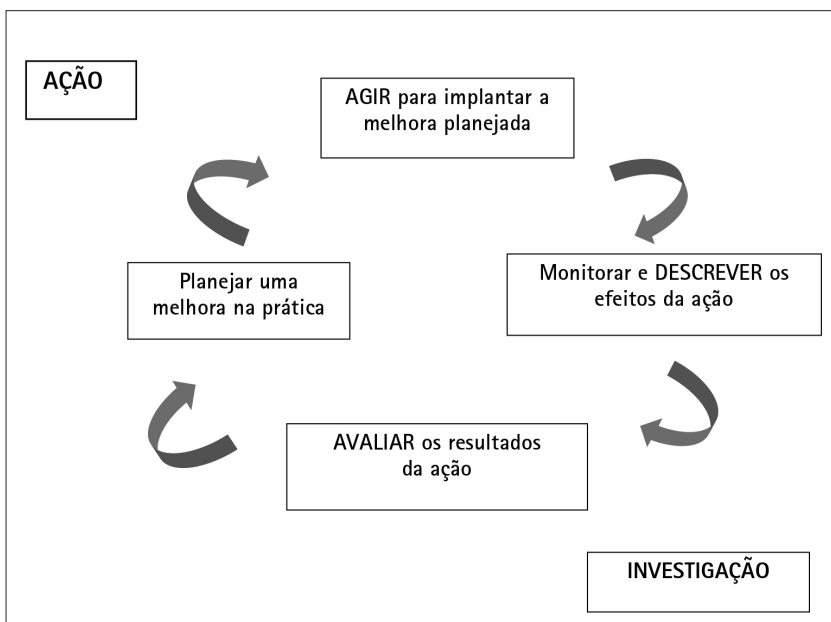 AÇÃO
AGIR para implantar a
melhora planejada
Planejar uma
melhora na prática
Monitorar e DESCREVER os
efeitos da ação
AVALIAR os resultados
da ação
INVESTIGAÇÃO